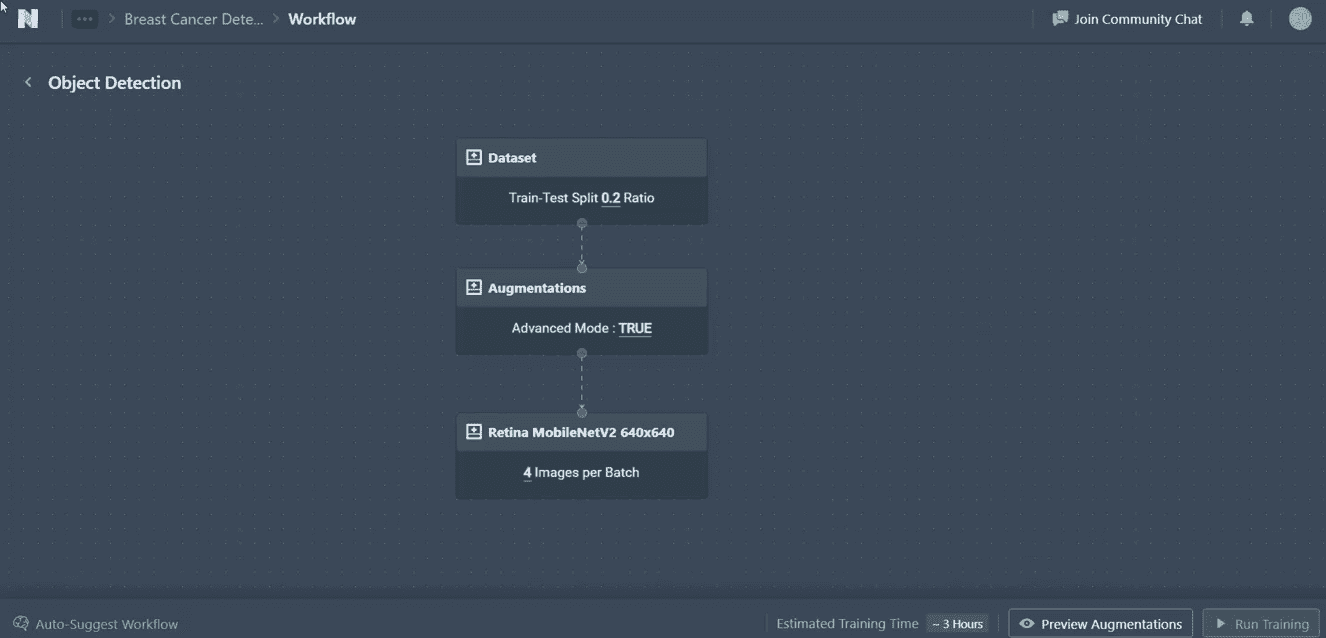 N ... > Breast Cancer Dete... > Workflow Join Community Chat
< Object Detection
Dataset
Train-Test Split 0.2 Ratio
Augmentations
Advanced Mode : TRUE
Retina MobileNetV2 640x640
4 Images per Batch
Auto-Suggest Workflow Estimated Training Time ~ 3 Hours Preview Augmentations Run Training